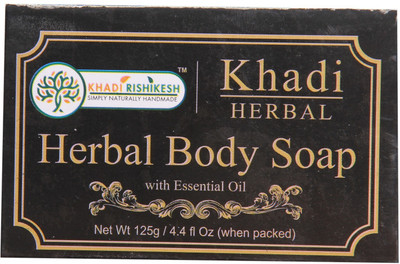 KHADI RISHIKESH
TM
SIMPLY NATURALLY HANDMADE
Khadi
HERBAL
Herbal Body Soap
with Essential Oil
Net Wt 125g / 4.4 fl Oz (when packed)